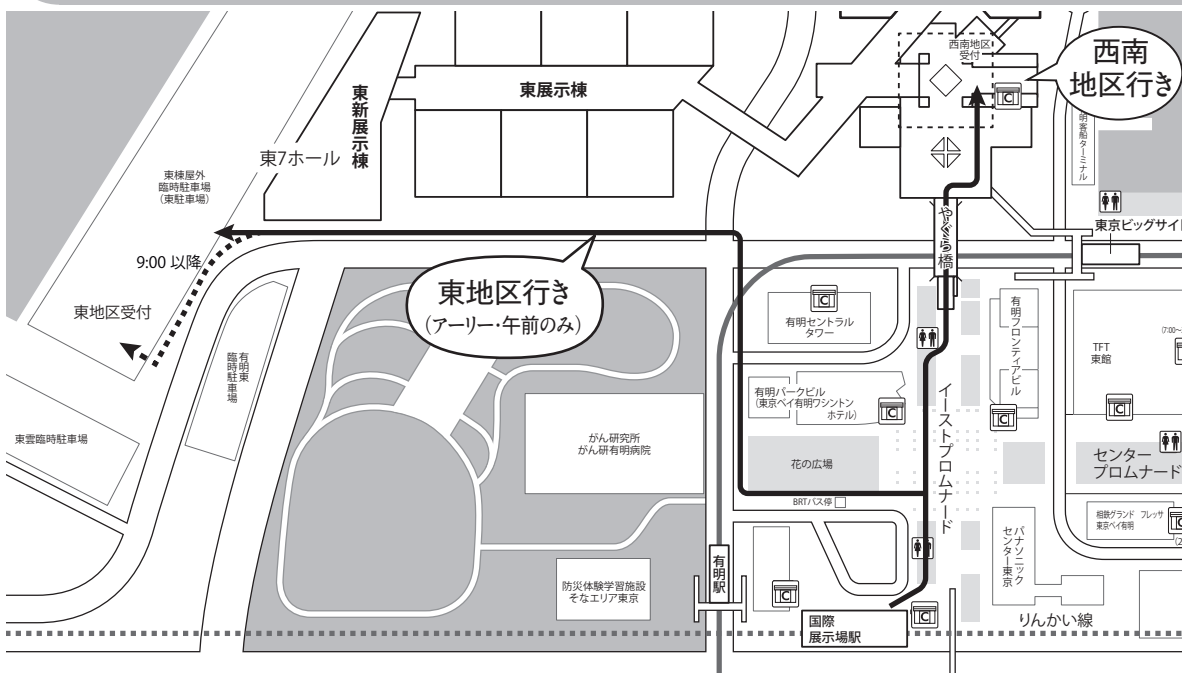 西南地区
受付
西南
地区行き
東展示棟
東新展示棟
東7ホール
東棟屋外
臨時駐車場
(東駐車場)
明客船ターミナル
やぐら橋
東京ビッグサイト
9:00 以降
東地区行き
(アーリー・午前のみ)
東地区受付
有明セントラル
タワー
有明フロンティアビル
TFT
東館
有明東
臨時駐車場
有明パークビル
(東京ベイ有明ワシントン
ホテル)
イーストプロムナード
東雲臨時駐車場
がん研究所
がん研有明病院
花の広場
センター
プロムナード
BRTバス停
相鉄グランド フレッサ
東京ベイ有明
パナソニック
センター東京
有明駅
防災体験学習施設
そなエリア東京
国際
展示場駅
りんかい線
C
C
C
C
C
C
C